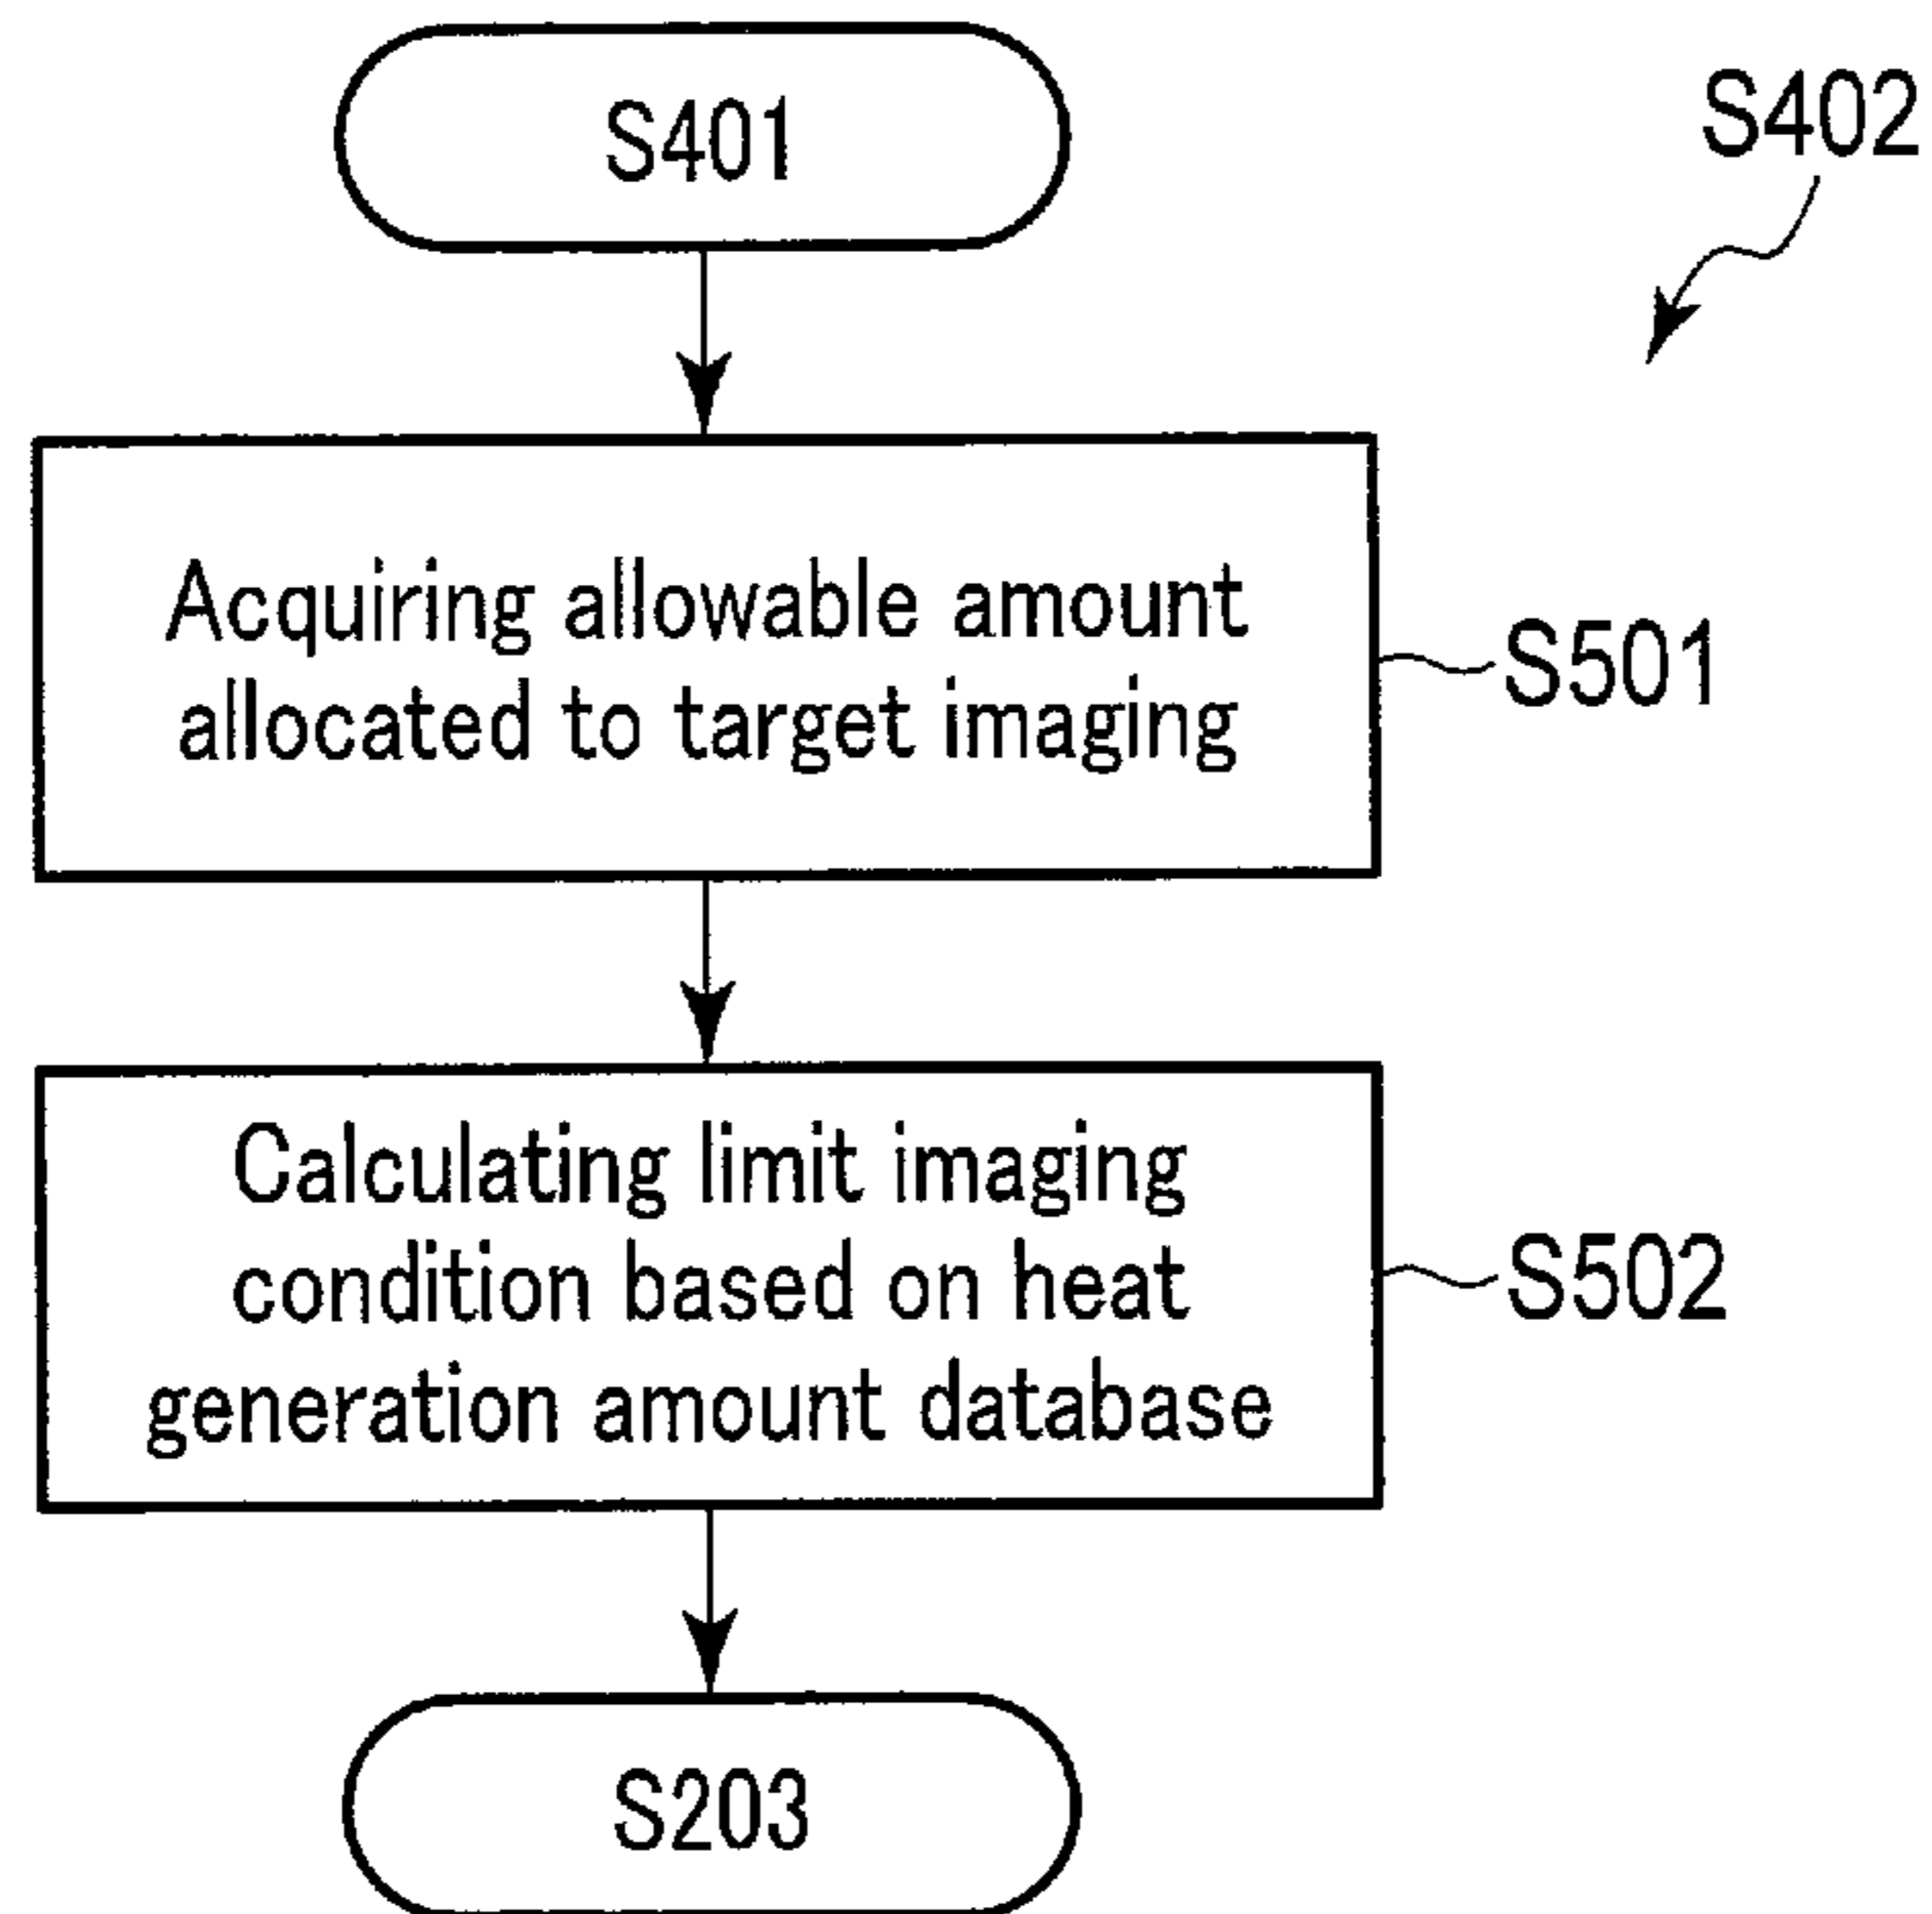 S401
S402
Acquiring allowable amount
allocated to target imaging
S501
Calculating limit imaging
condition based on heat
generation amount database
S502
S203